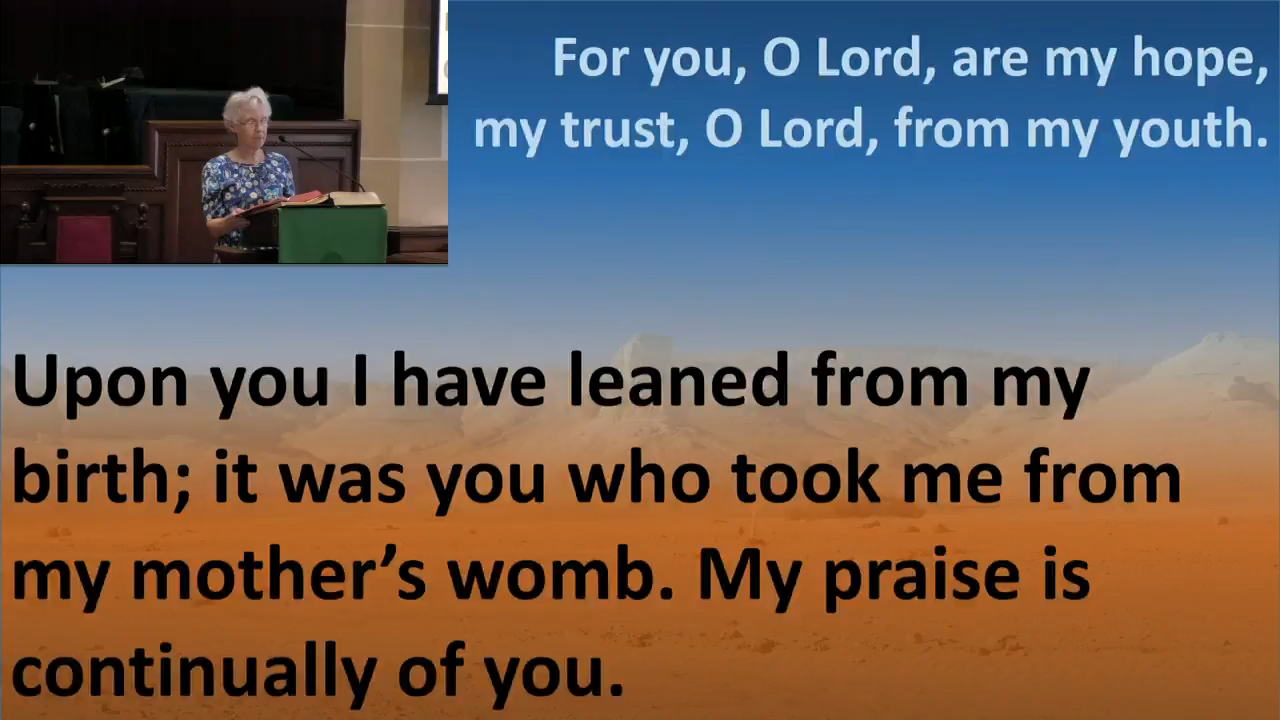 For you, O Lord, are my hope,
my trust, O Lord, from my youth.
Upon you I have leaned from my
birth; it was you who took me from
my mother’s womb. My praise is
continually of you.